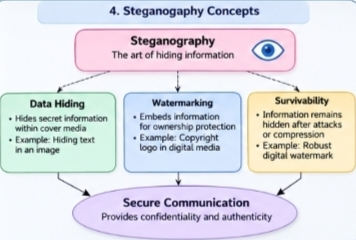 4. Steganogaphy Concepts
Steganography
The art of hiding information
Data Hiding
• Hides secret information
within cover media
• Example: Hiding text
in an image
Watermarking
• Embeds information
for ownership protection
• Example: Copyright
logo in digital media
Survivability
• Information remains
hidden after attacks
or compression
• Example: Robust
digital watermark
Secure Communication
Provides confidentiality and authenticity